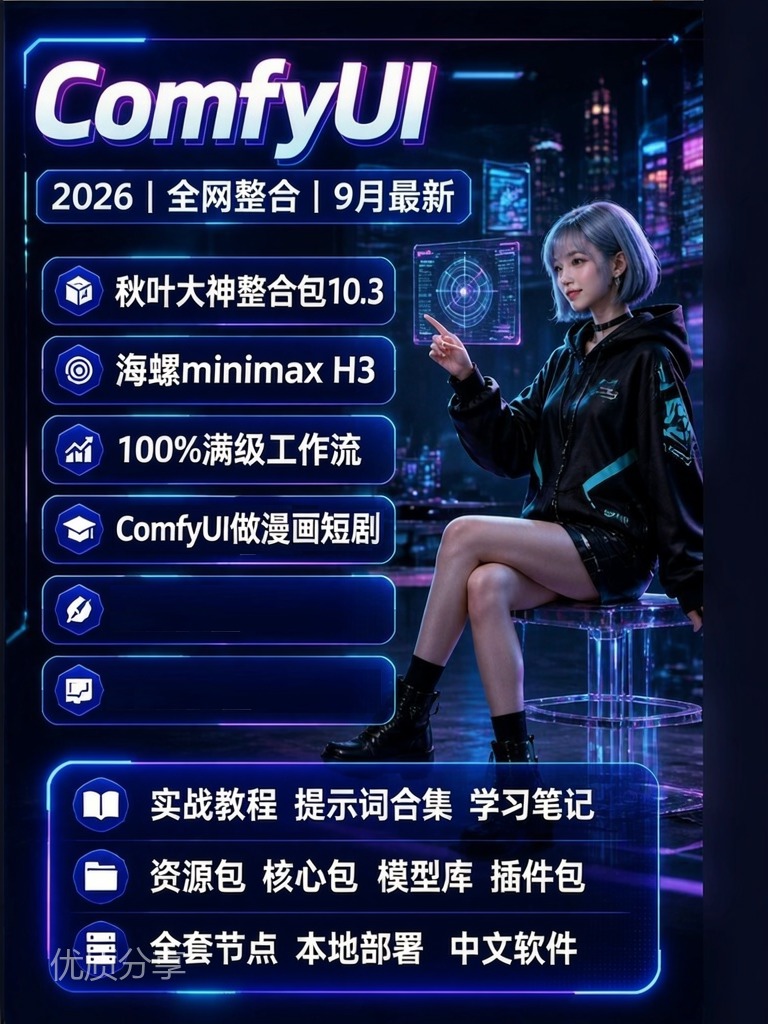 ComfyUI
2026 | 全网整合 | 9月最新
秋叶大神整合包10.3
海螺minimax H3
100%满级工作流
ComfyUI做漫画短剧
实战教程 提示词合集 学习笔记
资源包 核心包 模型库 插件包
全套节点 本地部署 中文软件
优质分享